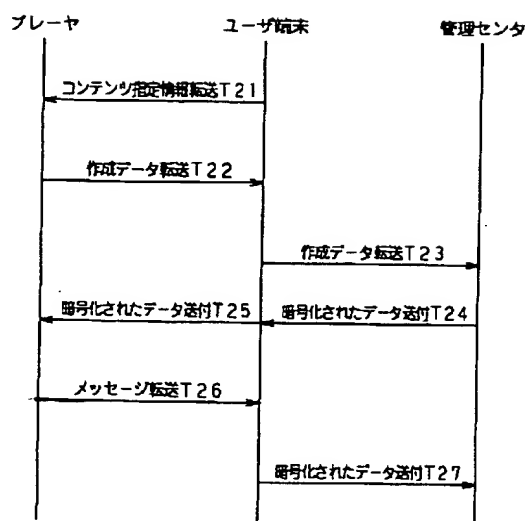 プレーヤ ユーザ端末 管理センタ
コンテンツ指定情報転送T21
作成データ転送T22
作成データ転送T23
暗号化されたデータ送付T25 暗号化されたデータ送付T24
メッセージ転送T26
暗号化されたデータ送付T27